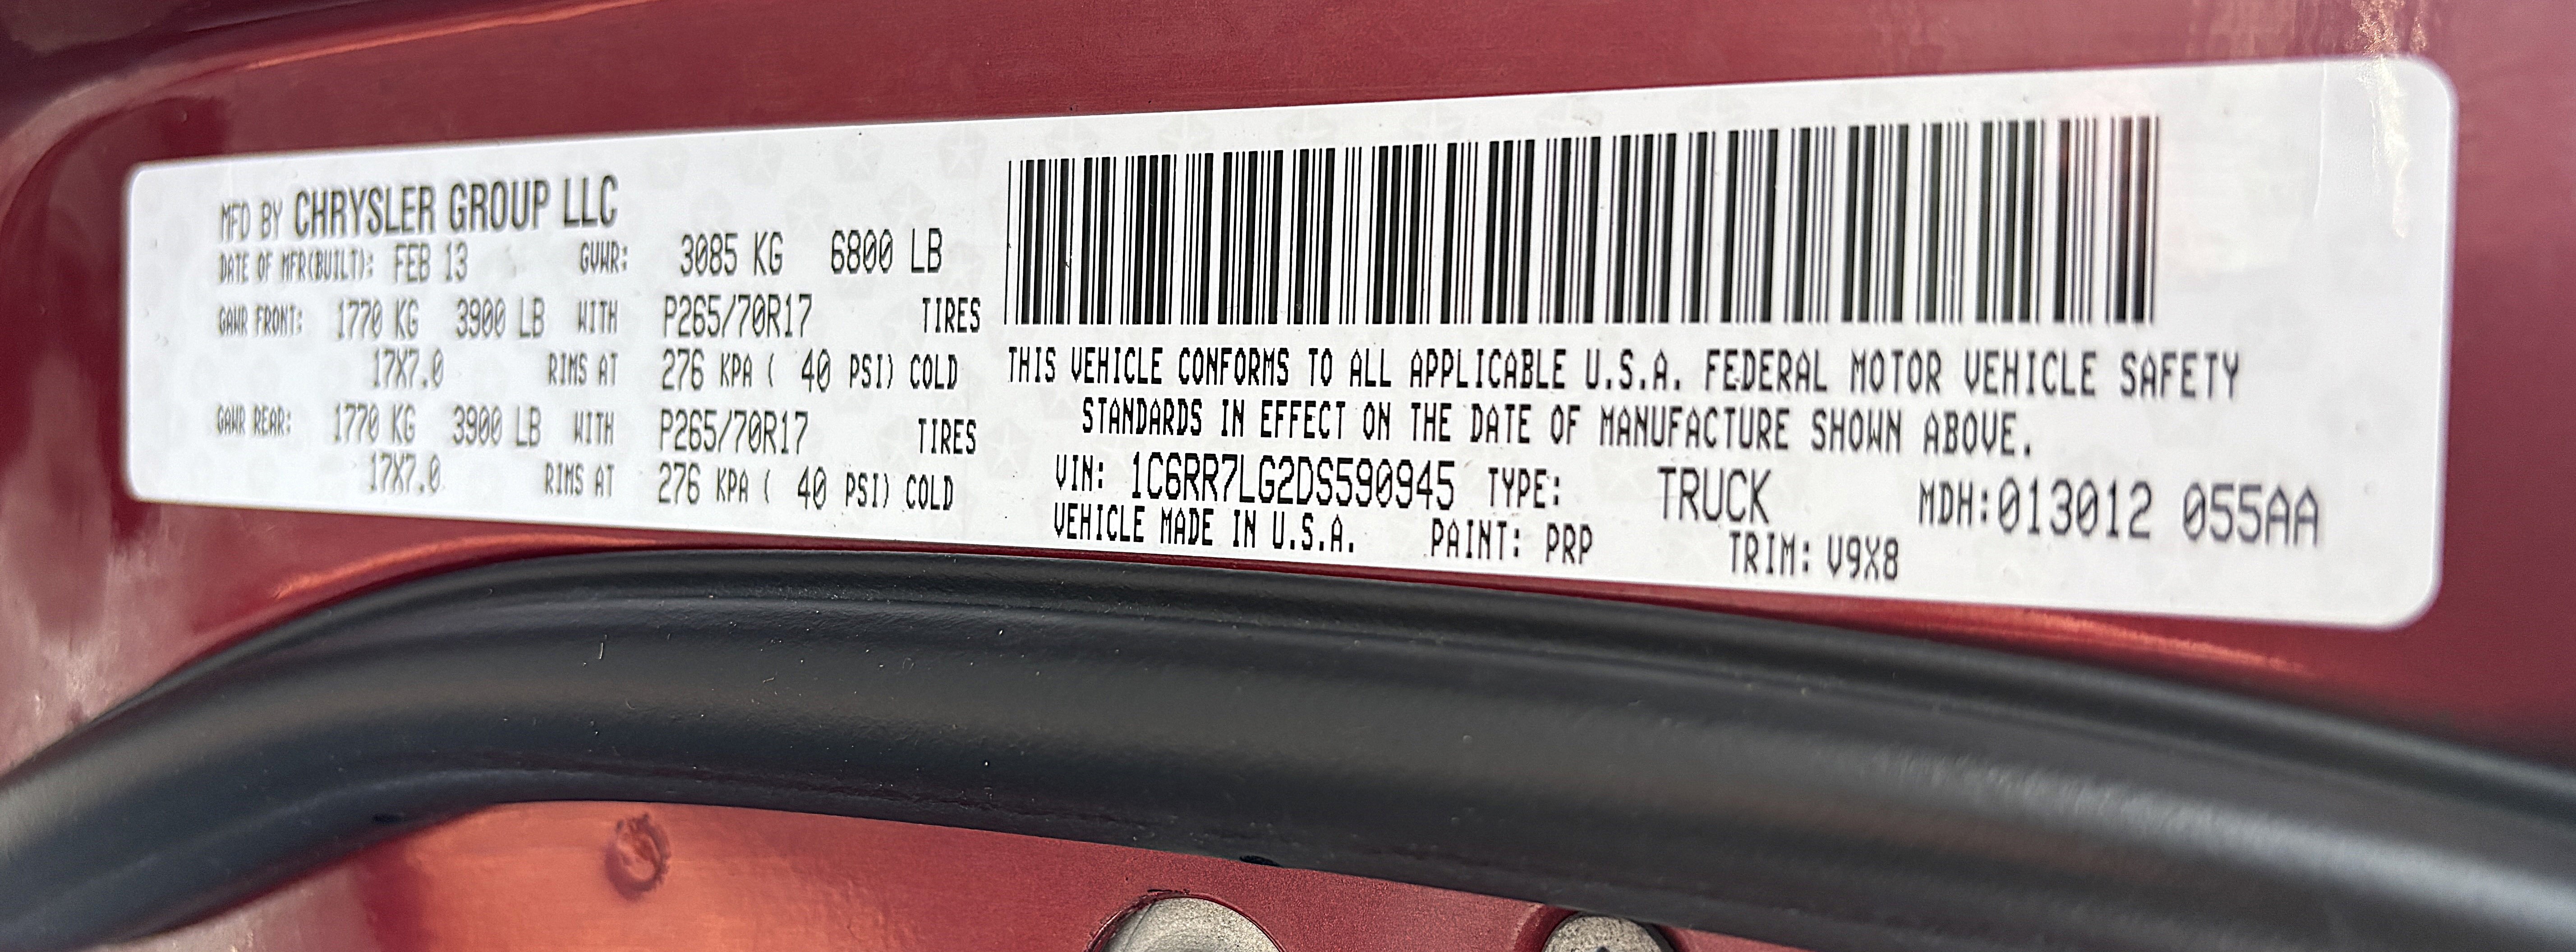 MFD BY CHRYSLER GROUP LLC
DATE OF MFR(BUILT): FEB 13 GVWR: 3085 KG 6800 LB
GAWR FRONT: 1770 KG 3900 LB WITH P265/70R17 TIRES
17X7.0 RIMS AT 276 KPA ( 40 PSI) COLD
GAWR REAR: 1770 KG 3900 LB WITH P265/70R17 TIRES
17X7.0 RIMS AT 276 KPA ( 40 PSI) COLD
THIS VEHICLE CONFORMS TO ALL APPLICABLE U.S.A. FEDERAL MOTOR VEHICLE SAFETY
STANDARDS IN EFFECT ON THE DATE OF MANUFACTURE SHOWN ABOVE.
VIN: 1C6RR7LG2DS590945 TYPE: TRUCK MDH:013012 055AA
VEHICLE MADE IN U.S.A. PAINT: PRP TRIM: V9X8